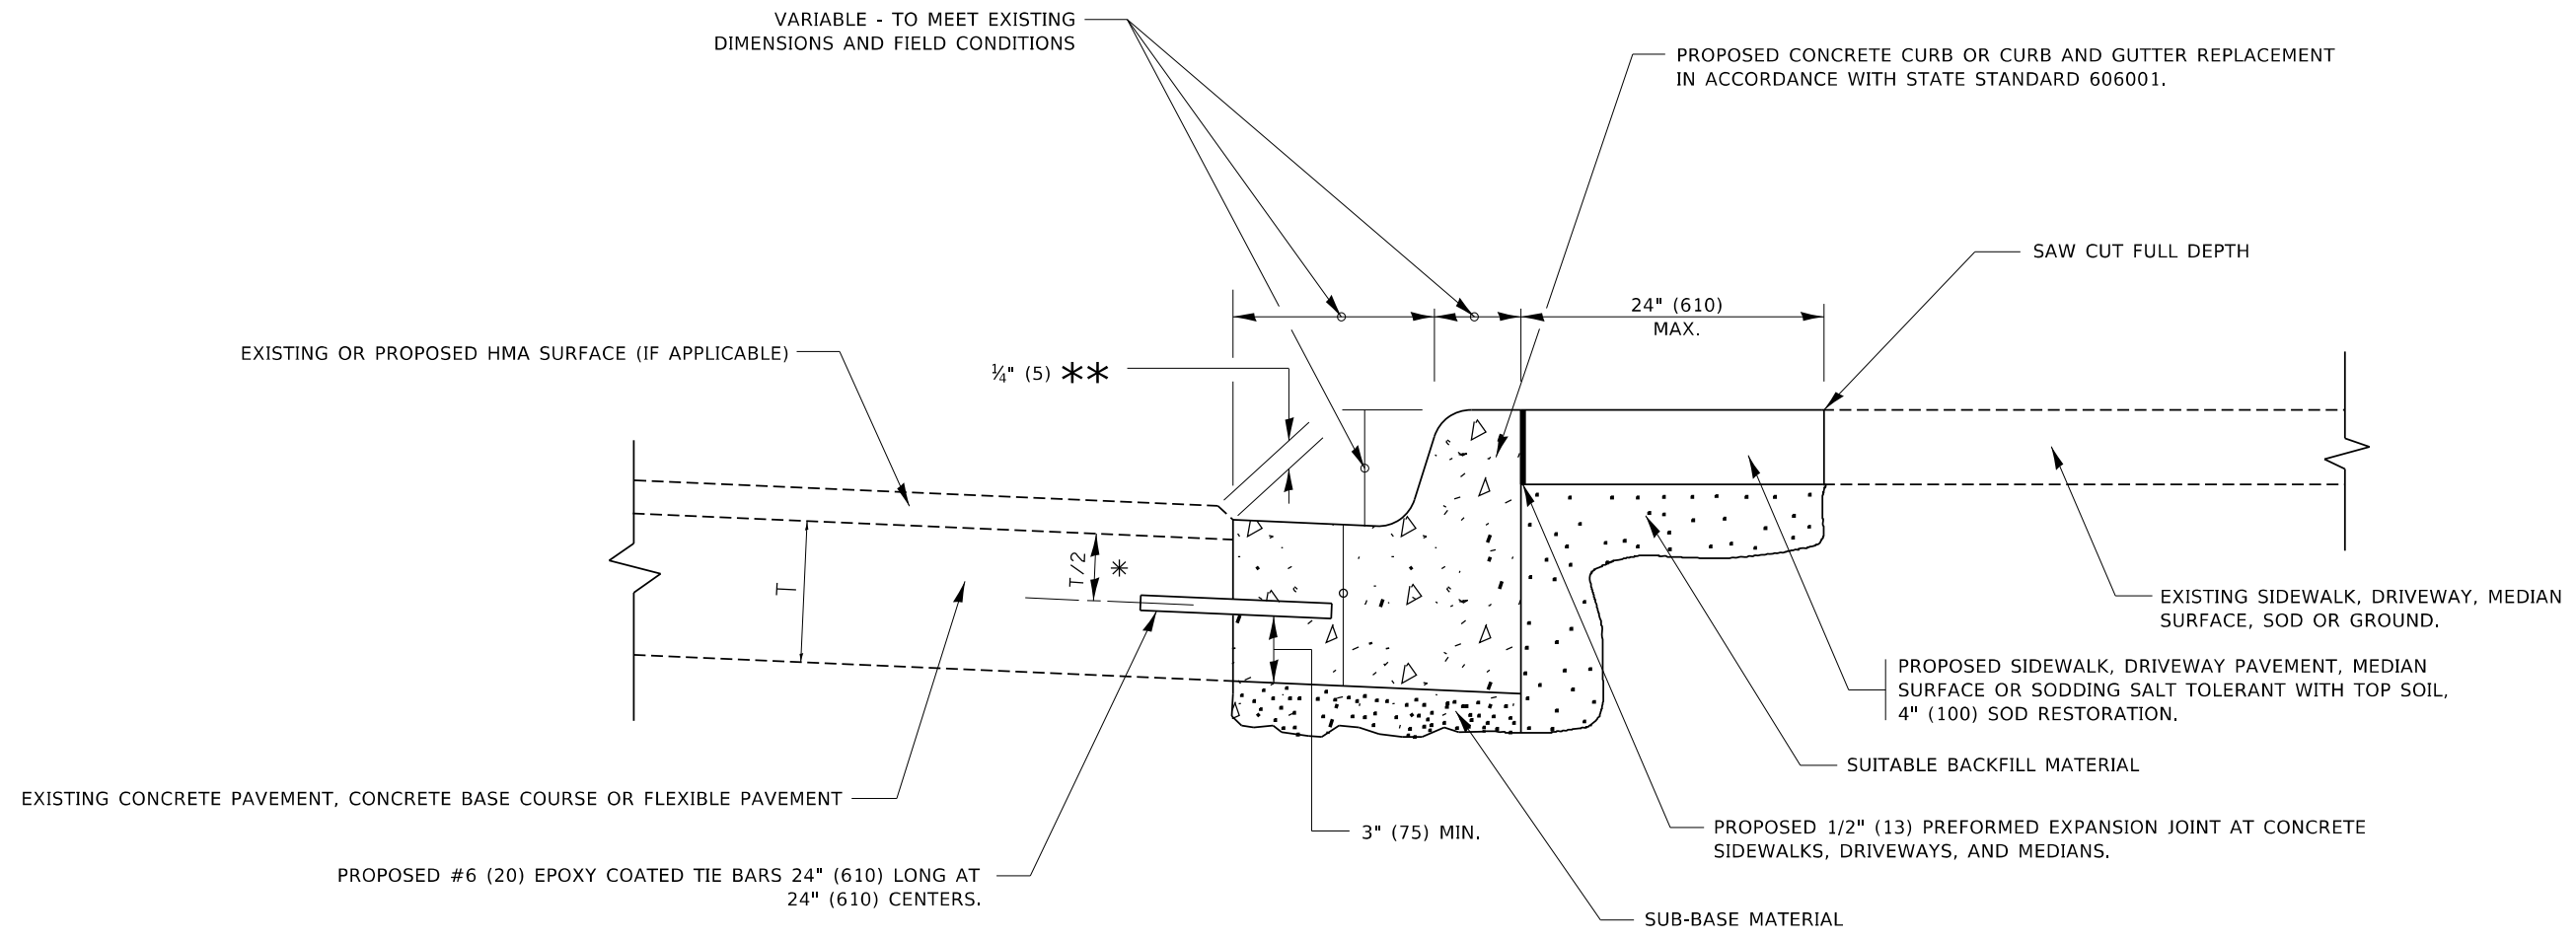 VARIABLE - TO MEET EXISTING
DIMENSIONS AND FIELD CONDITIONS
PROPOSED CONCRETE CURB OR CURB AND GUTTER REPLACEMENT
IN ACCORDANCE WITH STATE STANDARD 606001.
SAW CUT FULL DEPTH
24" (610)
MAX.
EXISTING OR PROPOSED HMA SURFACE (IF APPLICABLE)
¼" (5) **
T
T/2 *
EXISTING SIDEWALK, DRIVEWAY, MEDIAN
SURFACE, SOD OR GROUND.
PROPOSED SIDEWALK, DRIVEWAY PAVEMENT, MEDIAN
SURFACE OR SODDING SALT TOLERANT WITH TOP SOIL,
4" (100) SOD RESTORATION.
SUITABLE BACKFILL MATERIAL
EXISTING CONCRETE PAVEMENT, CONCRETE BASE COURSE OR FLEXIBLE PAVEMENT
3" (75) MIN.
PROPOSED 1/2" (13) PREFORMED EXPANSION JOINT AT CONCRETE
SIDEWALKS, DRIVEWAYS, AND MEDIANS.
PROPOSED #6 (20) EPOXY COATED TIE BARS 24" (610) LONG AT
24" (610) CENTERS.
SUB-BASE MATERIAL